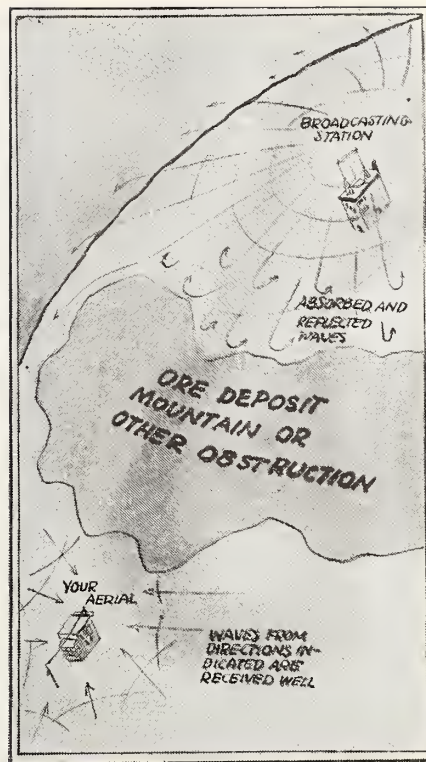 BROADCASTING
STATION
ABSORBED AND
REFLECTED
WAVES
ORE DEPOSIT
MOUNTAIN OR
OTHER OBSTRUCTION
YOUR
AERIAL
WAVES FROM
DIRECTIONS IN-
DICATED ARE
RECEIVED WELL